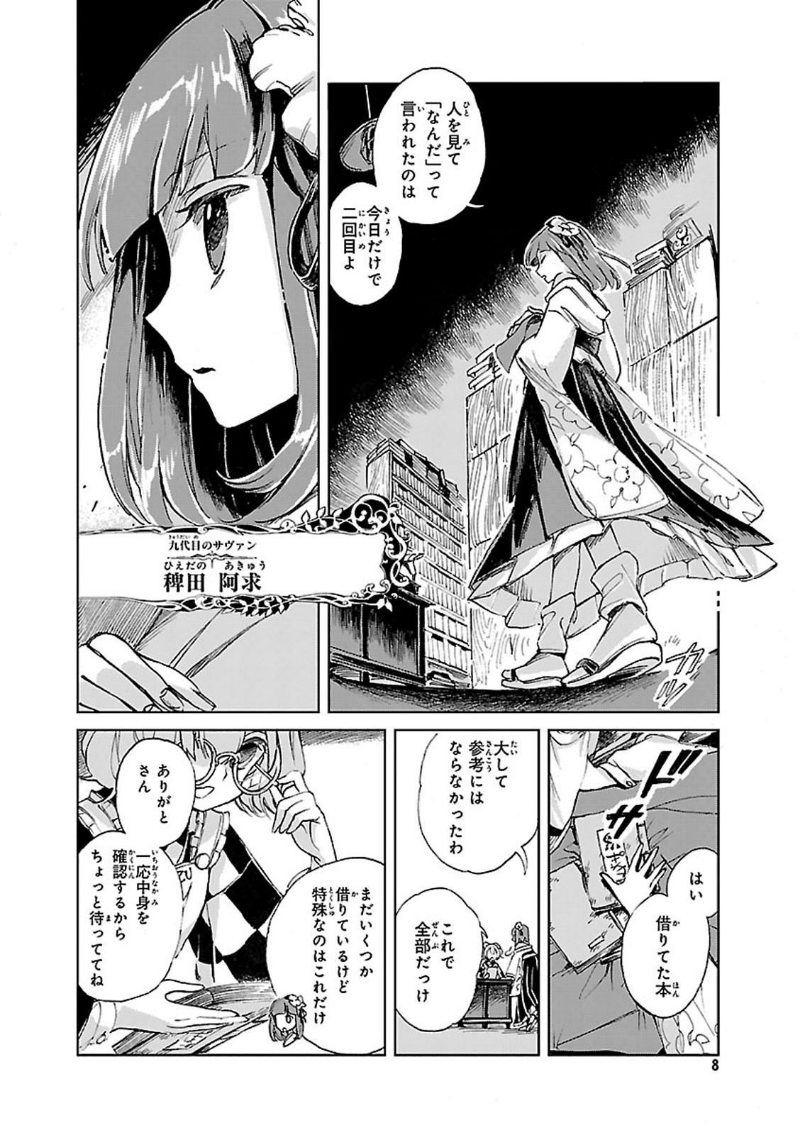 人を見て
「なんだ」って
言われたのは
今日だけで
二回目よ
カッ
九代目のサヴァン
稗田 阿求
ドッ
はい
借りてた本
大して
参考には
ならなかったわ
これで
全部だっけ
まだいくつか
借りているけど
特殊なのはこれだけ
ありがと
さん
一応中身を
確認するから
ちょっと待っててね
8